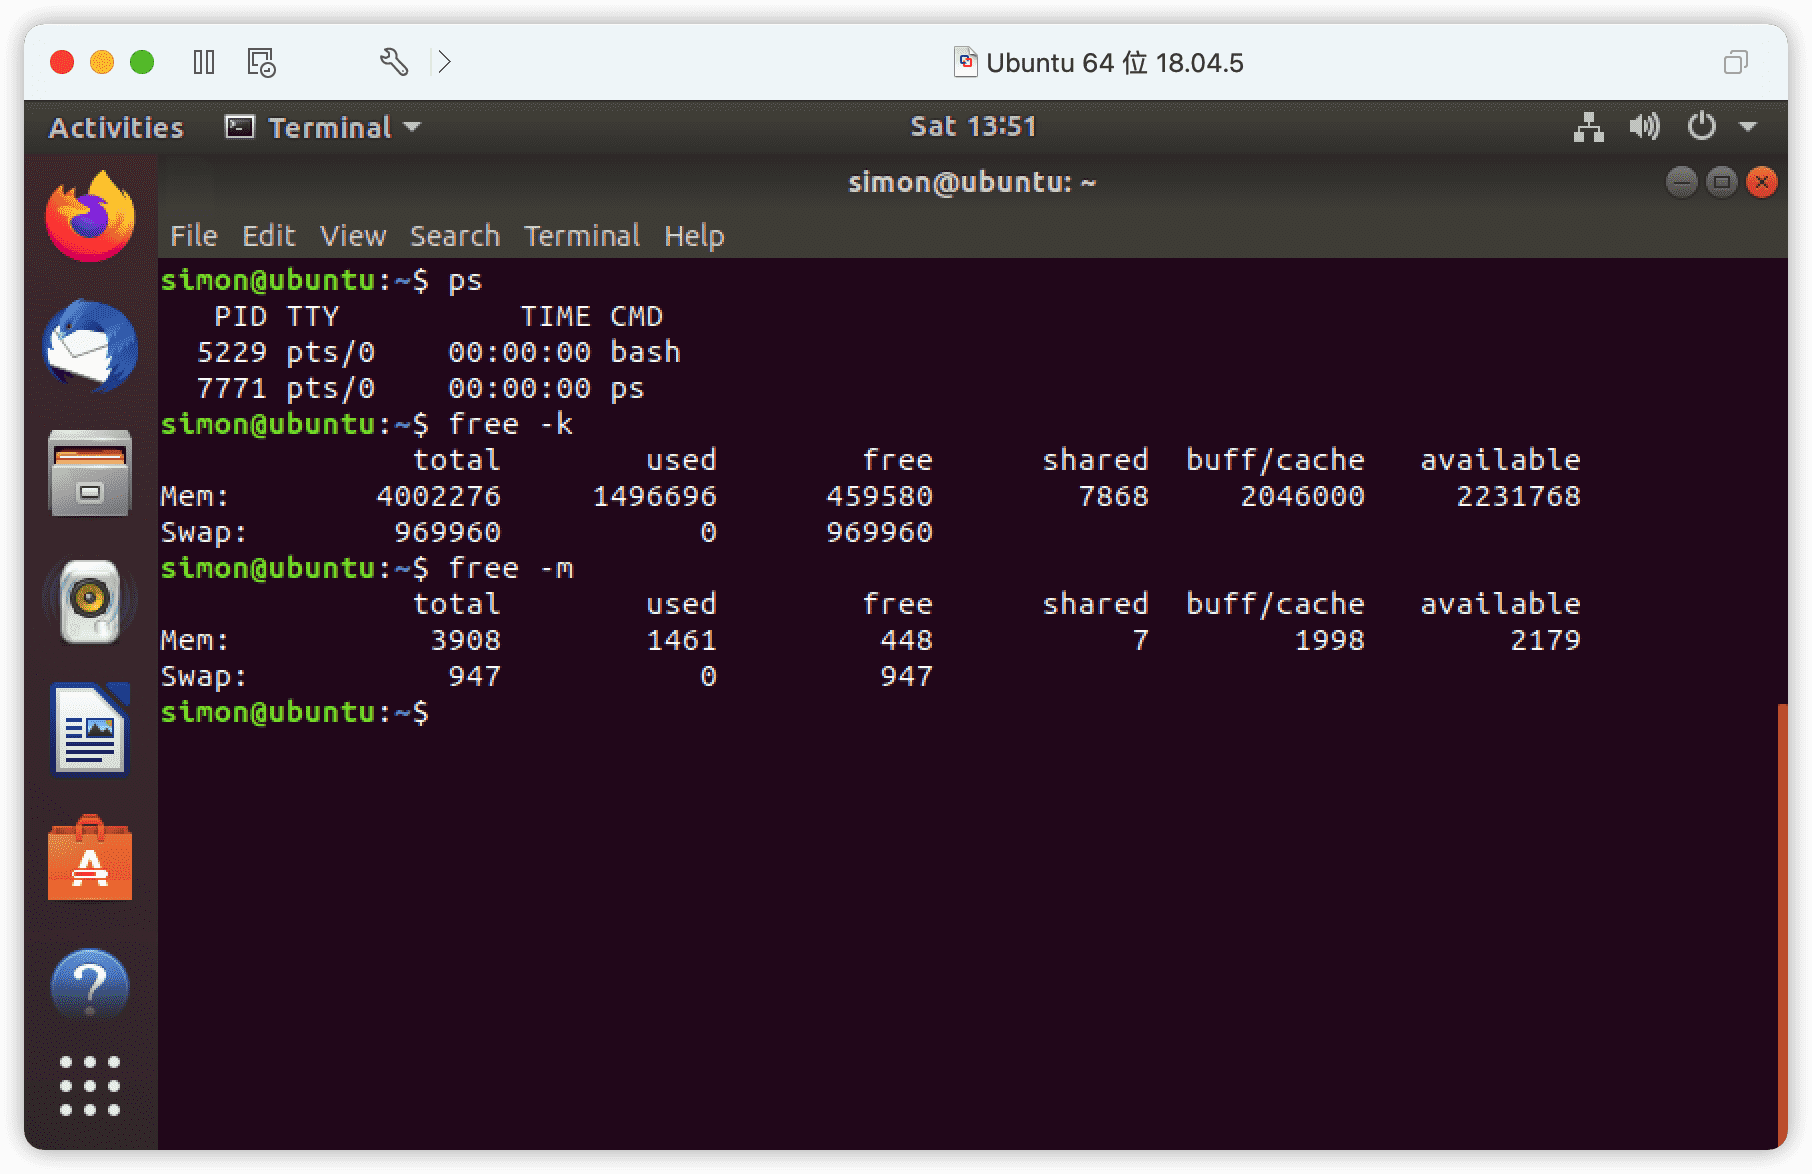 Ubuntu 64 位 18.04.5
Activities Terminal Sat 13:51
simon@ubuntu: ~
File Edit View Search Terminal Help
simon@ubuntu:~$ ps
   PID TTY          TIME CMD
  5229 pts/0    00:00:00 bash
  7771 pts/0    00:00:00 ps
simon@ubuntu:~$ free -k
              total        used        free      shared  buff/cache   available
Mem:        4002276     1496696      459580        7868     2046000     2231768
Swap:        969960           0      969960
simon@ubuntu:~$ free -m
              total        used        free      shared  buff/cache   available
Mem:           3908        1461         448           7        1998        2179
Swap:           947           0         947
simon@ubuntu:~$